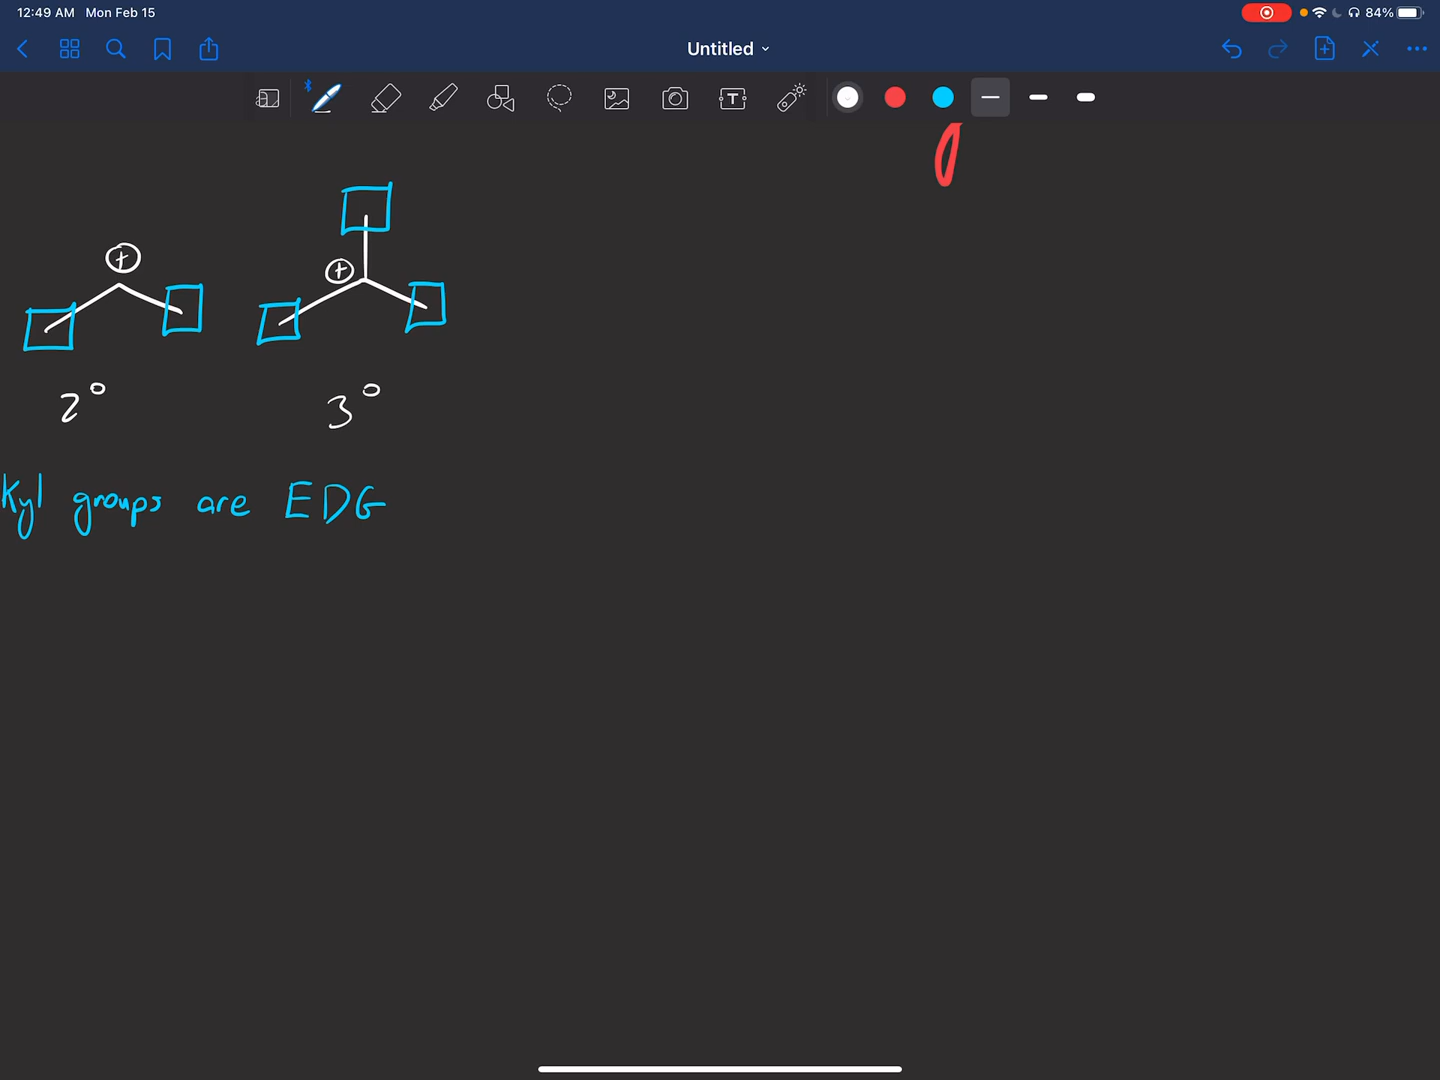 12:49 AM Mon Feb 15
84%
Untitled
T
+
+
2°
3°
kyl groups are EDG